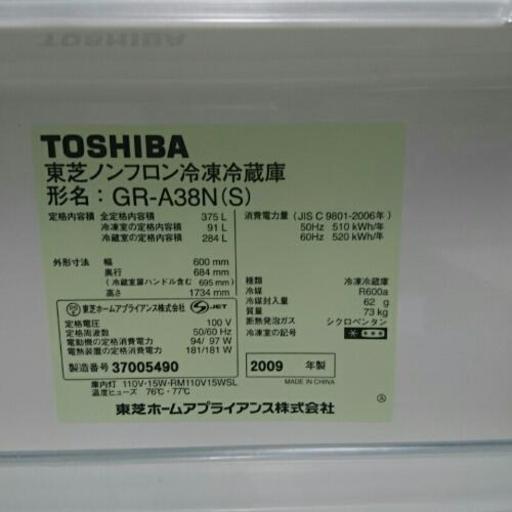 TOSHIBA
東芝ノンフロン冷凍冷蔵庫
形名：GR-A38N(S)
定格内容積 全定格内容積 375 L
冷凍室の定格内容積 91 L
冷蔵室の定格内容積 284 L
消費電力量（JIS C 9801-2006年）
50Hz 510 kWh/年
60Hz 520 kWh/年
外形寸法 幅 600 mm
奥行 684 mm
（冷蔵室扉ハンドル含む 695 mm）
高さ 1734 mm
種類 冷凍冷蔵庫
冷媒 R600a
冷媒封入量 62 g
質量 73 kg
断熱発泡ガス シクロペンタン
冷凍室の記号
東芝ホームアプライアンス株式会社 JET
定格電圧 100 V
定格周波数 50/60 Hz
電動機の定格消費電力 94/ 97 W
電熱装置の定格消費電力 181/181 W
製造番号 37005490
2009 年製
MADE IN CHINA
庫内灯 110V-15W-RM110V15WSL
温度ヒューズ 76℃・77℃
東芝ホームアプライアンス株式会社
A